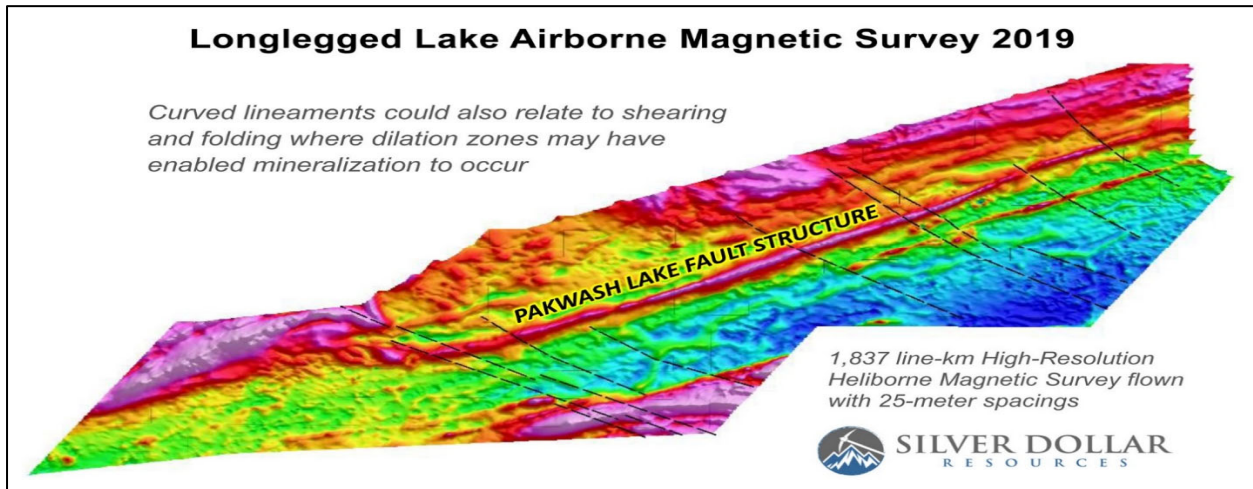 Longlegged Lake Airborne Magnetic Survey 2019
Curved lineaments could also relate to shearing
and folding where dilation zones may have
enabled mineralization to occur
PAKWASH LAKE FAULT STRUCTURE
1,837 line-km High-Resolution
Heliborne Magnetic Survey flown
with 25-meter spacings
SILVER DOLLAR
RESOURCES